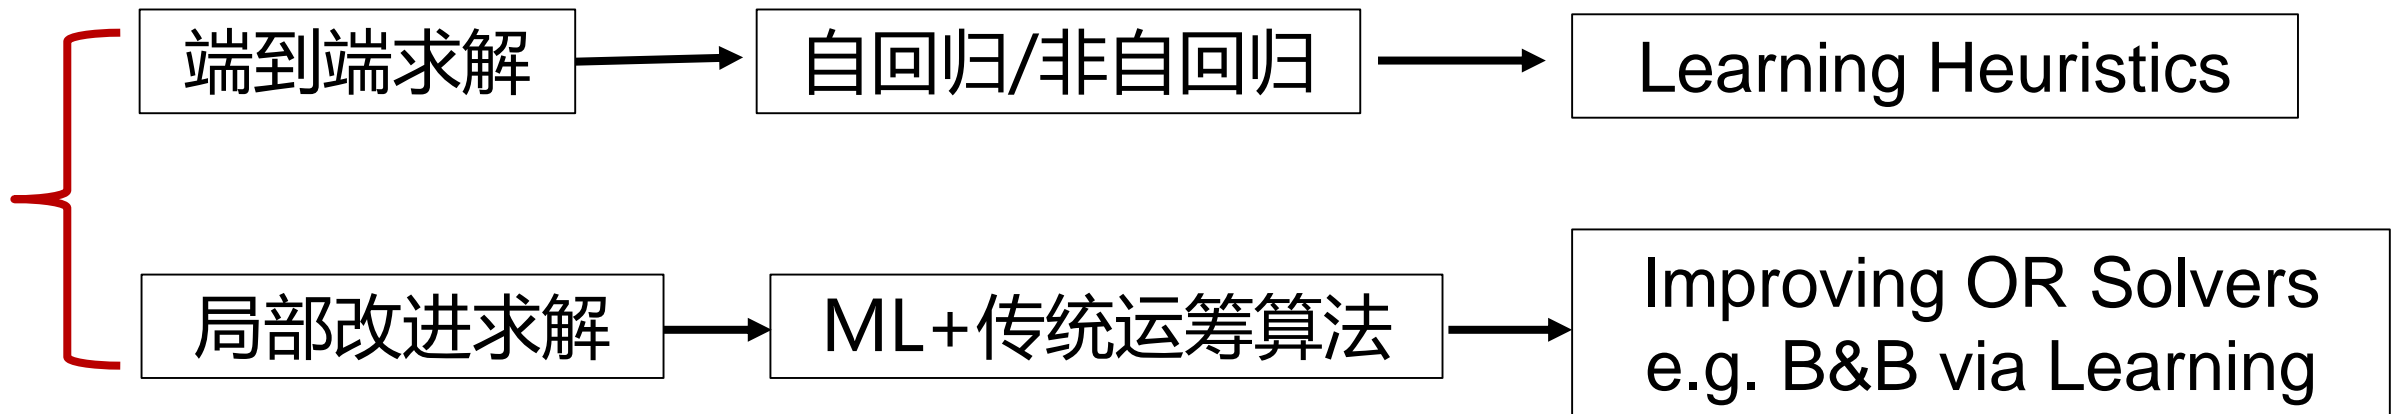 端到端求解
自回归/非自回归
Learning Heuristics
局部改进求解
ML+传统运筹算法
Improving OR Solvers
e.g. B&B via Learning